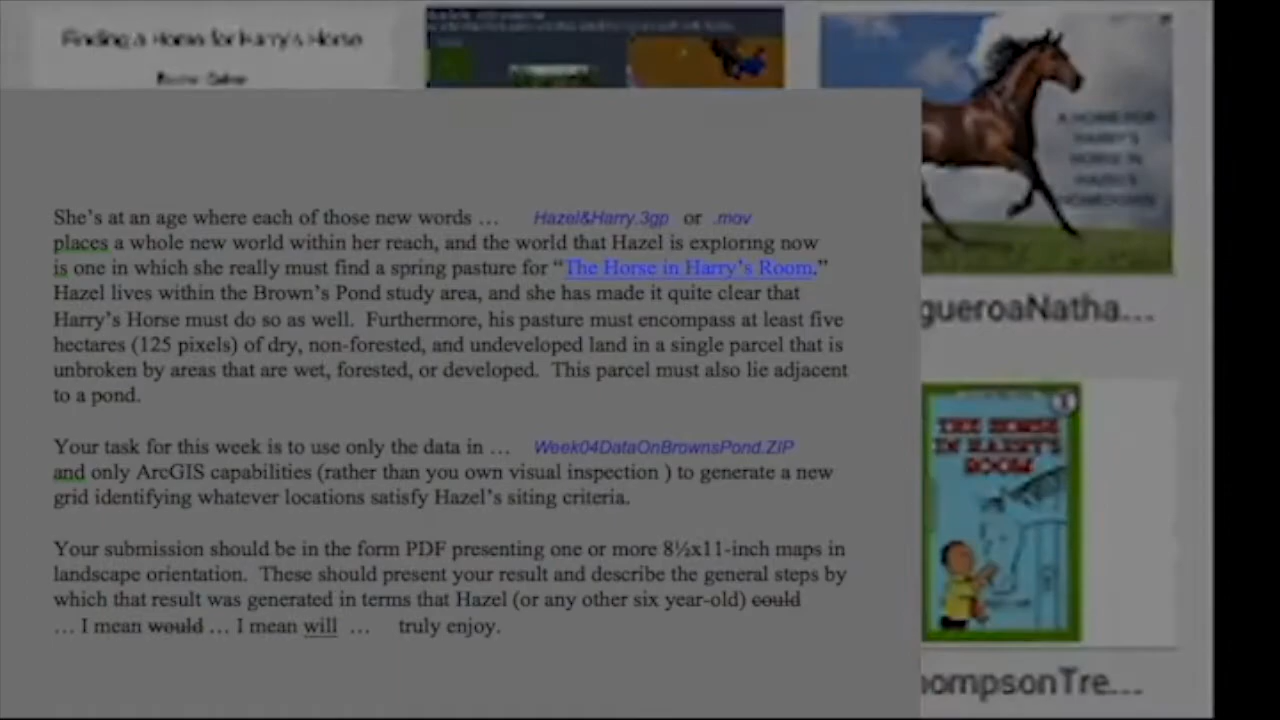 Finding a Home for Harry's Horse
A HOME FOR
HARRY'S
HORSE IN
HAZEL'S
HOMETOWN
She's at an age where each of those new words … Hazel&Harry.3gp or .mov
places a whole new world within her reach, and the world that Hazel is exploring now
is one in which she really must find a spring pasture for “The Horse in Harry's Room.”
Hazel lives within the Brown's Pond study area, and she has made it quite clear that
Harry's Horse must do so as well. Furthermore, his pasture must encompass at least five
hectares (125 pixels) of dry, non-forested, and undeveloped land in a single parcel that is
unbroken by areas that are wet, forested, or developed. This parcel must also lie adjacent
to a pond.
Your task for this week is to use only the data in … Week04DataOnBrownsPond.ZIP
and only ArcGIS capabilities (rather than you own visual inspection ) to generate a new
grid identifying whatever locations satisfy Hazel's siting criteria.
Your submission should be in the form PDF presenting one or more 8½x11-inch maps in
landscape orientation. These should present your result and describe the general steps by
which that result was generated in terms that Hazel (or any other six year-old) could
… I mean would … I mean will … truly enjoy.
gueroaNatha...
THE HORSE
IN HARRY'S
ROOM
ompsonTre...